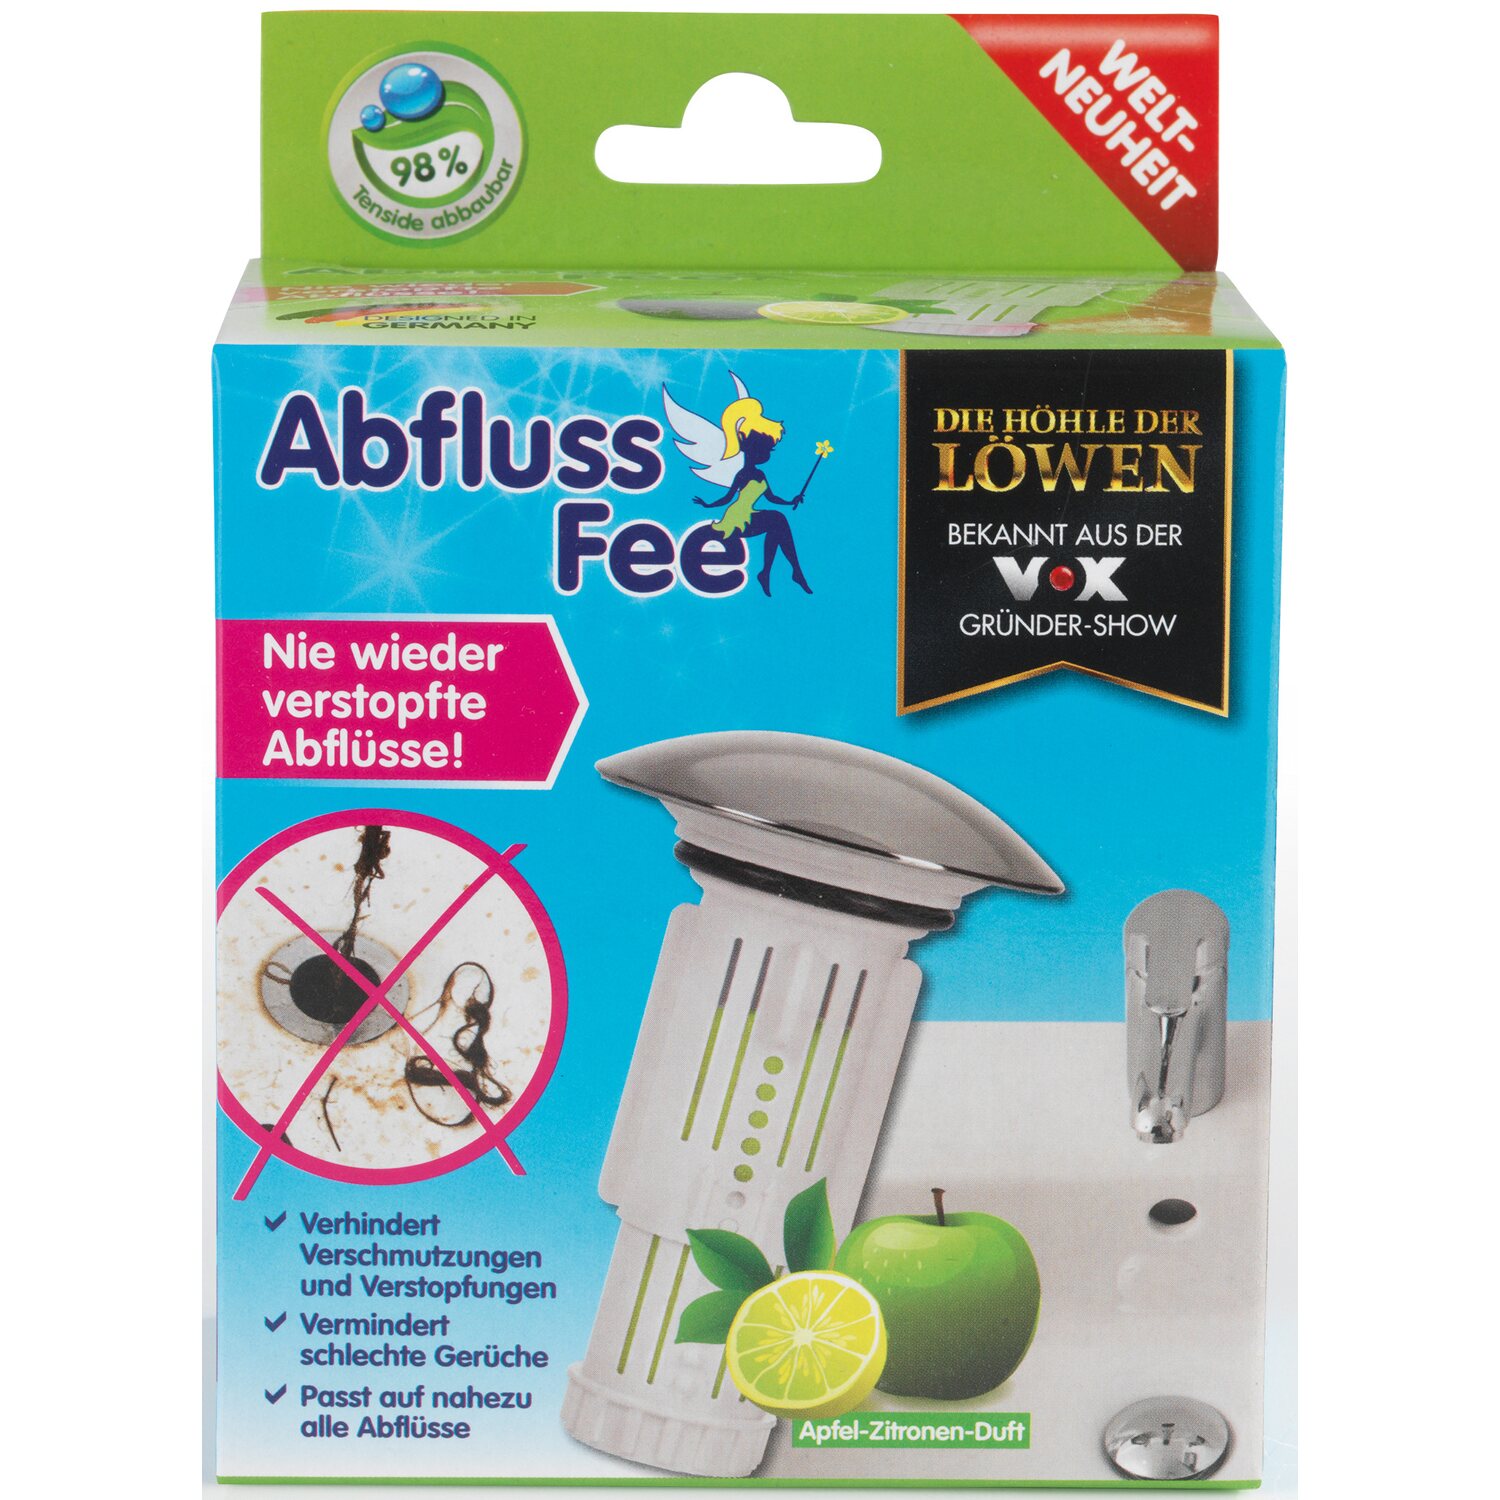 98%
Tenside abbaubar
WELT-
NEUHEIT
DESIGNED IN
GERMANY
Abfluss
Fee
DIE HÖHLE DER
LÖWEN
BEKANNT AUS DER
VOX
GRÜNDER-SHOW
Nie wieder
verstopfte
Abflüsse!
✓ Verhindert
Verschmutzungen
und Verstopfungen
✓ Vermindert
schlechte Gerüche
✓ Passt auf nahezu
alle Abflüsse
Apfel-Zitronen-Duft